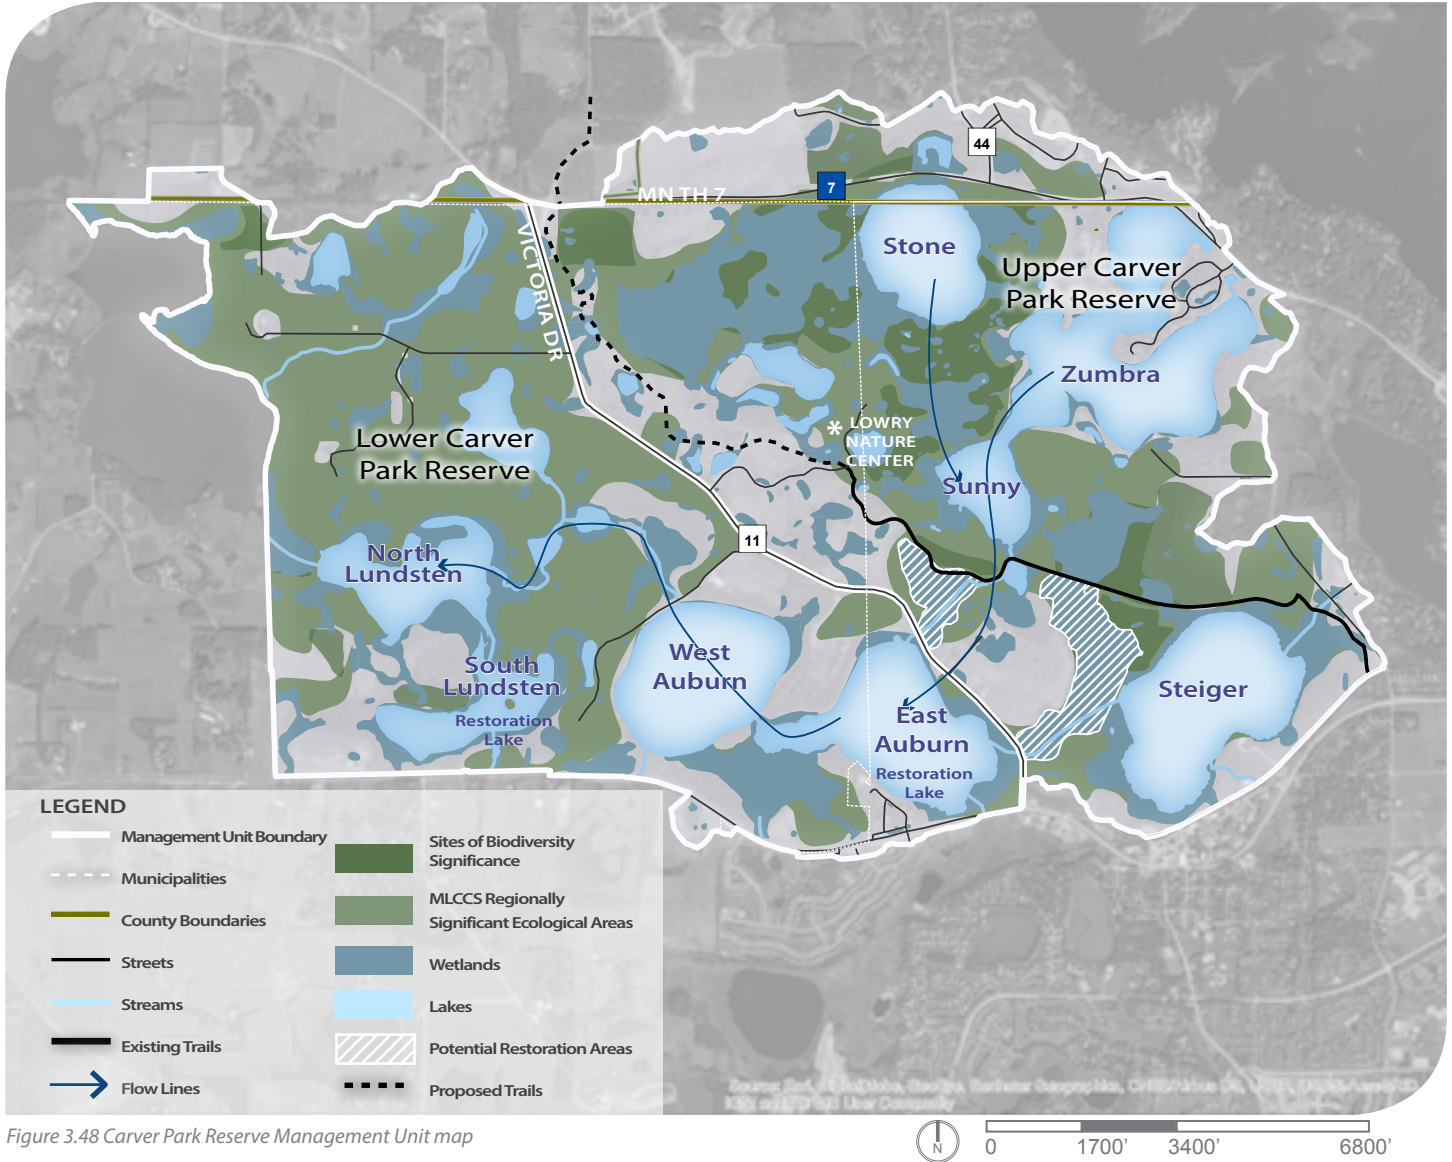 44
7
MN TH 7
VICTORIA DR
Stone
Upper Carver
Park Reserve
Zumbra
LOWRY
* NATURE
CENTER
Lower Carver
Park Reserve
Sunny
11
North
Lundsten
West
Auburn
South
Lundsten
Restoration
Lake
Steiger
East
Auburn
Restoration
Lake
LEGEND
Management Unit Boundary
Municipalities
County Boundaries
Streets
Streams
Existing Trails
Flow Lines
Sites of Biodiversity
Significance
MLCCS Regionally
Significant Ecological Areas
Wetlands
Lakes
Potential Restoration Areas
Proposed Trails
User Community
Figure 3.48 Carver Park Reserve Management Unit map
N
0 1700' 3400' 6800'